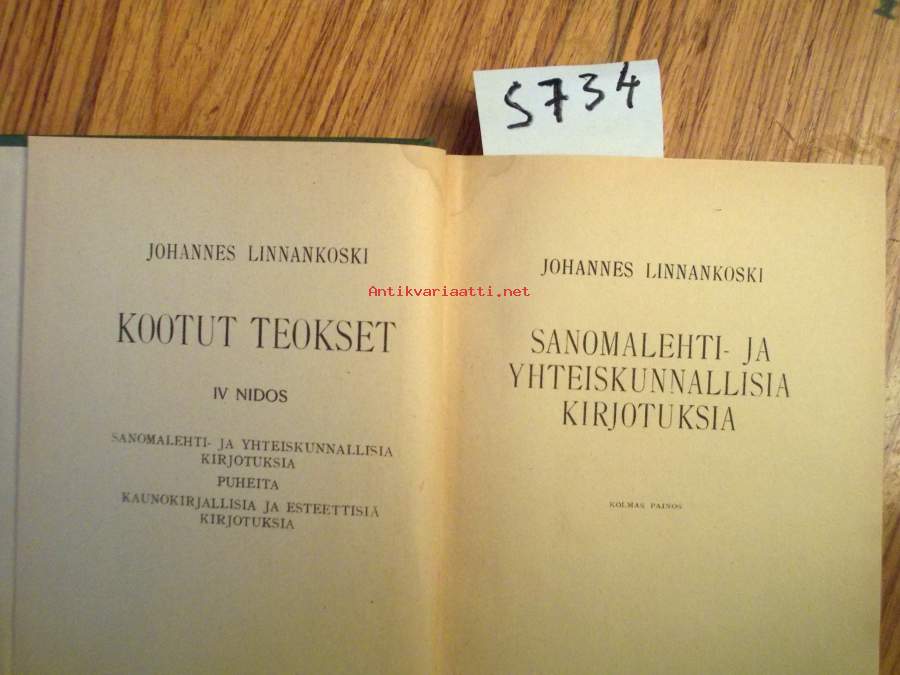 5734
JOHANNES LINNANKOSKI
KOOTUT TEOKSET
IV NIDOS
SANOMALEHTI- JA YHTEISKUNNALLISIA
KIRJOTUKSIA
PUHEITA
KAUNOKIRJALLISIA JA ESTEETTISIÄ
KIRJOTUKSIA
JOHANNES LINNANKOSKI
SANOMALEHTI- JA
YHTEISKUNNALLISIA
KIRJOTUKSIA
KOLMAS PAINOS
Antikvariaatti.net